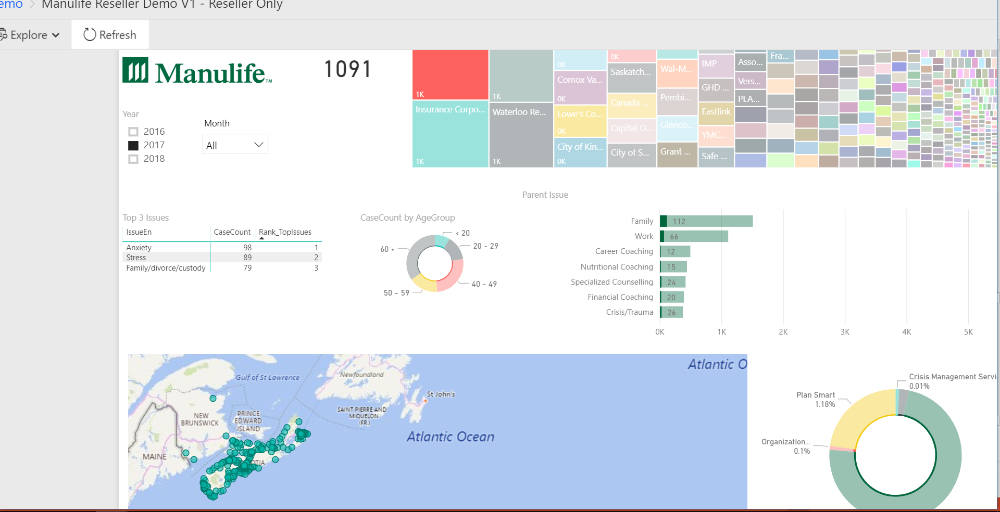 emo > Manulife Reseller Demo V1 - Reseller Only
Explore
Refresh
Manulife™
1091
Year
2016
2017
2018
Month
All
1K
Insurance Corpo...
1K
1K
Waterloo Re...
1K
0K
Comox Va...
0K
Lowe's Co...
0K
City of Kin...
0K
0K
Saskatch...
Canada ...
Capital O...
City of S...
Wal-M...
Pembi...
Glenco...
Grant ...
IMP
GHD ...
Eastlink
YMC...
Safe ...
Asso...
Vers...
PLA...
Fra...
Parent Issue
Top 3 Issues
IssueEn CaseCount Rank_TopIssues
Anxiety 98 1
Stress 89 2
Family/divorce/custody 79 3
CaseCount by AgeGroup
< 20
20 - 29
40 - 49
50 - 59
60 +
Family 112
Work 66
Career Coaching 12
Nutritional Coaching 15
Specialized Counselling 24
Financial Coaching 20
Crisis/Trauma 26
0K 1K 2K 3K 4K 5K
Gulf of St Lawrence
Newfoundland
St John's
SAINT PIERRE AND
MIQUELON
(FR.)
NEW
BRUNSWICK
PRINCE
EDWARD
ISLAND
MAINE
OTIA
Atlantic Ocean
Atlantic O
Crisis Management Servi
0.01%
Plan Smart
1.18%
Organization...
0.1%